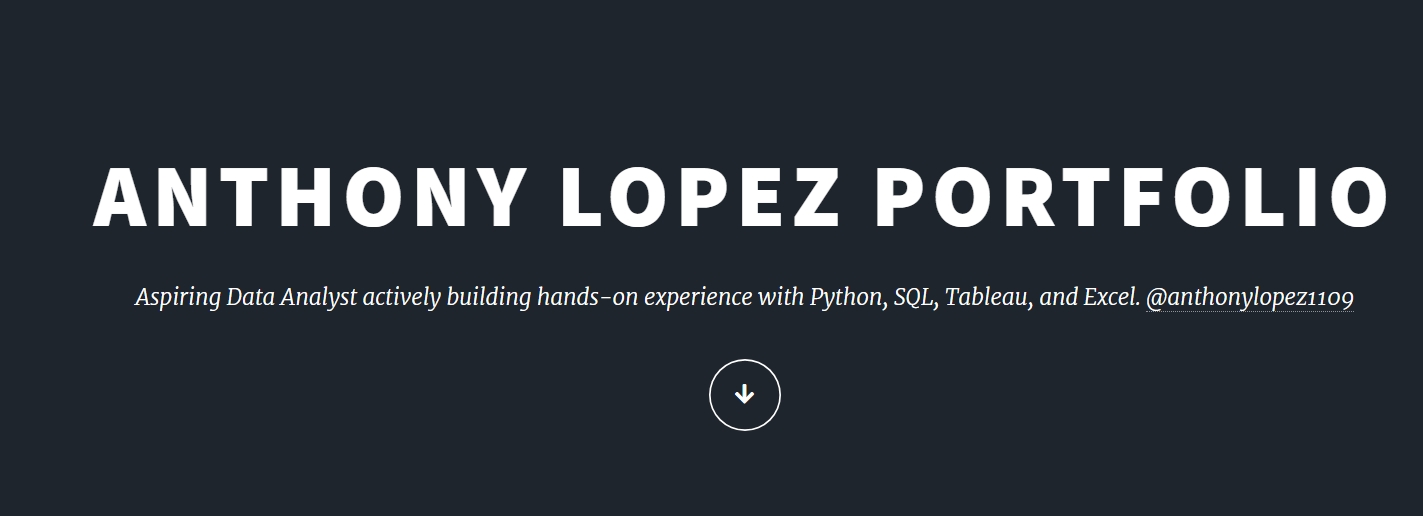 ANTHONY LOPEZ PORTFOLIO
Aspiring Data Analyst actively building hands-on experience with Python, SQL, Tableau, and Excel. @anthonylopez1109